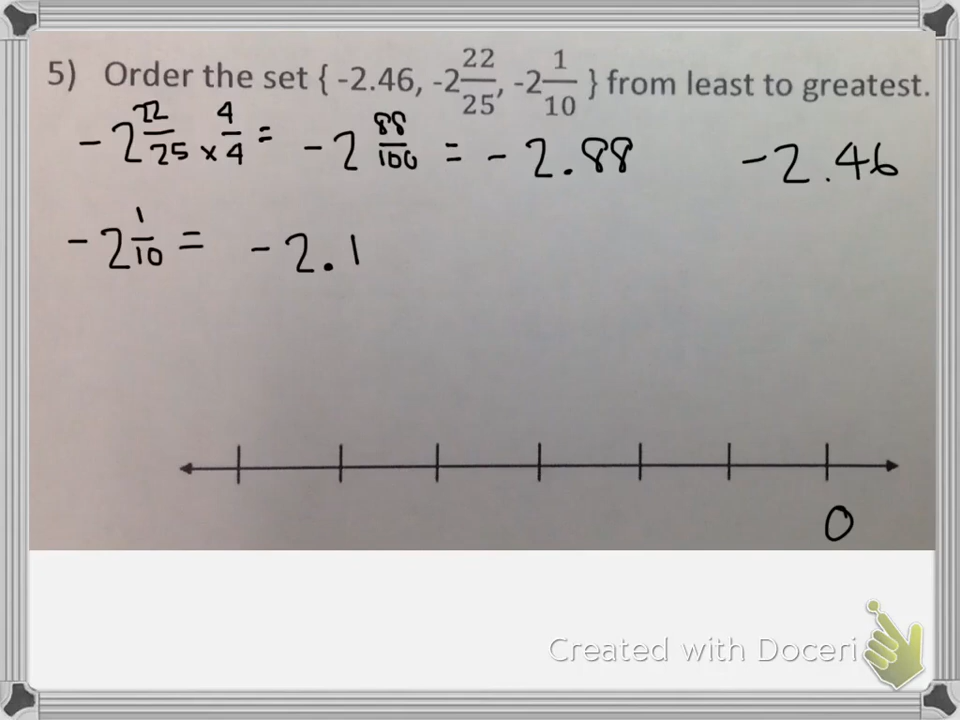 5) Order the set { -2.46, -2 22/25, -2 1/10 } from least to greatest.
-2 22/25 × 4/4 = -2 88/100 = -2.88 -2.46
-2 1/10 = -2.1
0
Created with Doceri